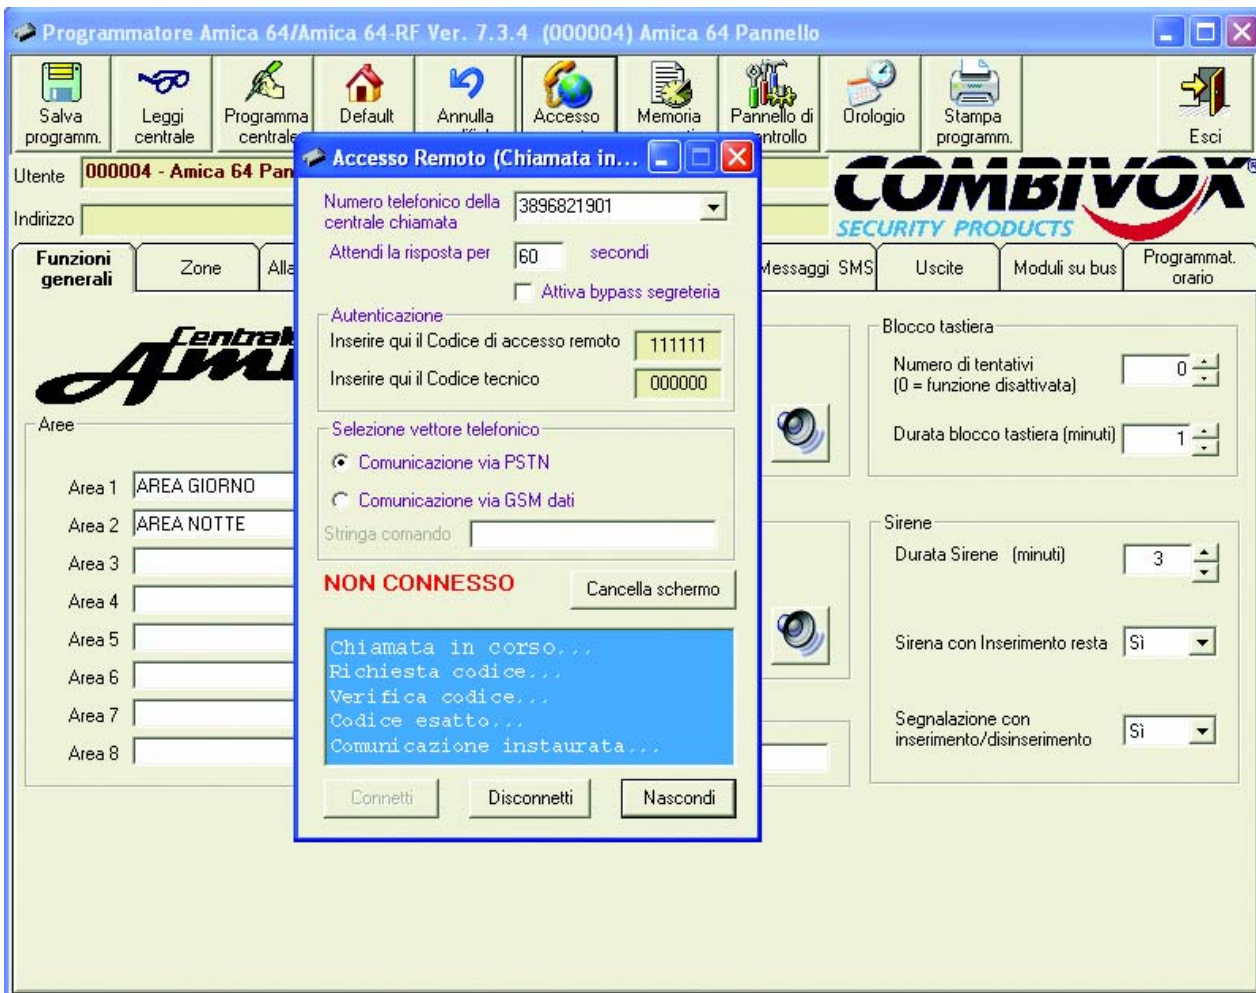 Programmatore Amica 64/Amica 64-RF Ver. 7.3.4 (000004) Amica 64 Pannello
Salva programm.
Leggi centrale
Programma centrale
Default
Annulla
Accesso
Memoria
Pannello di
Orologio
Stampa programm.
Esci
Utente 000004 - Amica 64 Pan
Indirizzo
COMBIVOX®
SECURITY PRODUCTS
Funzioni generali
Zone
Alla
Messaggi SMS
Uscite
Moduli su bus
Programmat. orario
Accesso Remoto (Chiamata in...
Numero telefonico della
centrale chiamata
3896821901
Attendi la risposta per 60 secondi
Attiva bypass segreteria
Autenticazione
Inserire qui il Codice di accesso remoto 111111
Inserire qui il Codice tecnico 000000
Selezione vettore telefonico
Comunicazione via PSTN
Comunicazione via GSM dati
Stringa comando
NON CONNESSO
Cancella schermo
Chiamata in corso...
Richiesta codice...
Verifica codice...
Codice esatto...
Comunicazione instaurata...
Connetti
Disconnetti
Nascondi
Aree
Area 1 AREA GIORNO
Area 2 AREA NOTTE
Area 3
Area 4
Area 5
Area 6
Area 7
Area 8
Blocco tastiera
Numero di tentativi
(0 = funzione disattivata)
0
Durata blocco tastiera (minuti) 1
Sirene
Durata Sirene (minuti) 3
Sirena con Inserimento resta Sì
Segnalazione con
inserimento/disinserimento
Sì